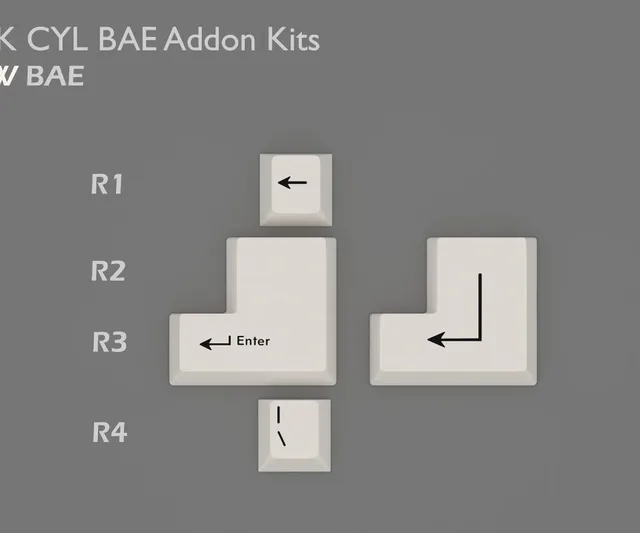 K CYL BAE Addon Kits
W BAE
R1
←
R2
R3
↵ Enter
R4
|
\